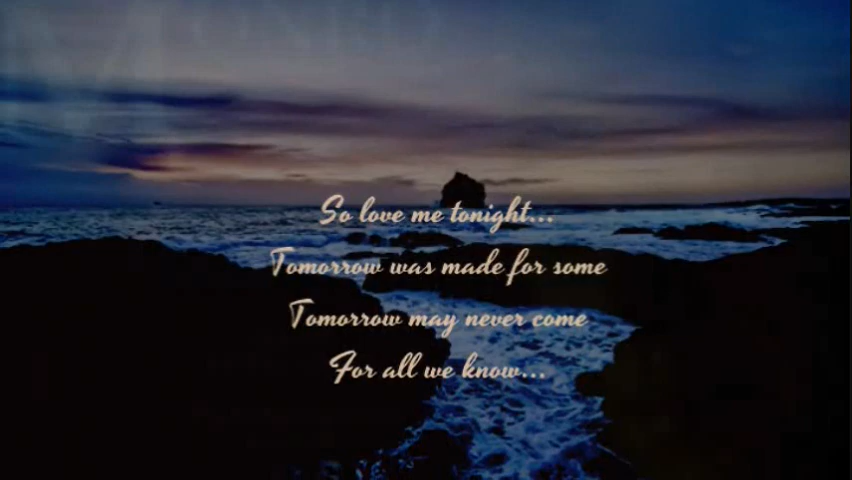 So love me tonight...
Tomorrow was made for some
Tomorrow may never come
For all we know...